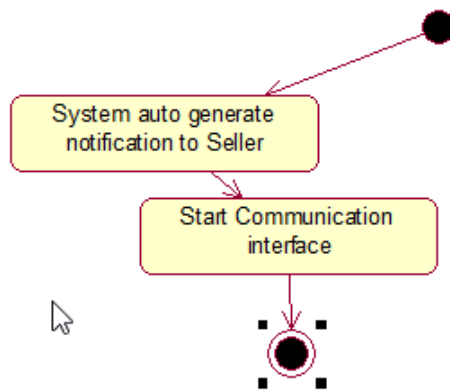 System auto generate
notification to Seller
Start Communication
interface